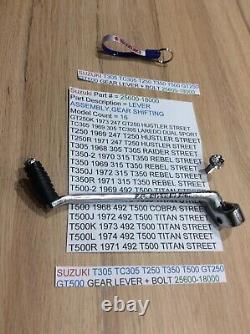 SUZUKI T305 TC305 T250 T350 T500 GT250
GT500 GEAR LEVER + BOLT 25600-18000
SUZUKI Part # = 25600-18000
Part Description = LEVER
ASSEMBLY GEAR SHIFTING
Model Count = 16
GT250K 1973 247 GT250 HUSTLER STREET
TC305 1969 305 TC305 LAREDO DUAL SPORT
T250 1969 247 T250 HUSTLER STREET
T250R 1971 247 T250 HUSTLER STREET
T305 1968 305 T305 RAIDER STREET
T350-2 1970 315 T350 REBEL STREET
T350 1969 315 T350 REBEL STREET
T350J 1972 315 T350 REBEL STREET
T350R 1971 315 T350 REBEL STREET
T500-2 1969 492 T500 TITAN STREET
T500 1968 492 T500 COBRA STREET
T500J 1972 492 T500 TITAN STREET
T500K 1973 492 T500 TITAN STREET
T500L 1974 492 T500 TITAN STREET
T500R 1971 492 T500 TITAN STREET
SUZUKI T305 TC305 T250 T350 T500 GT250
GT500 GEAR LEVER + BOLT 25600-18000